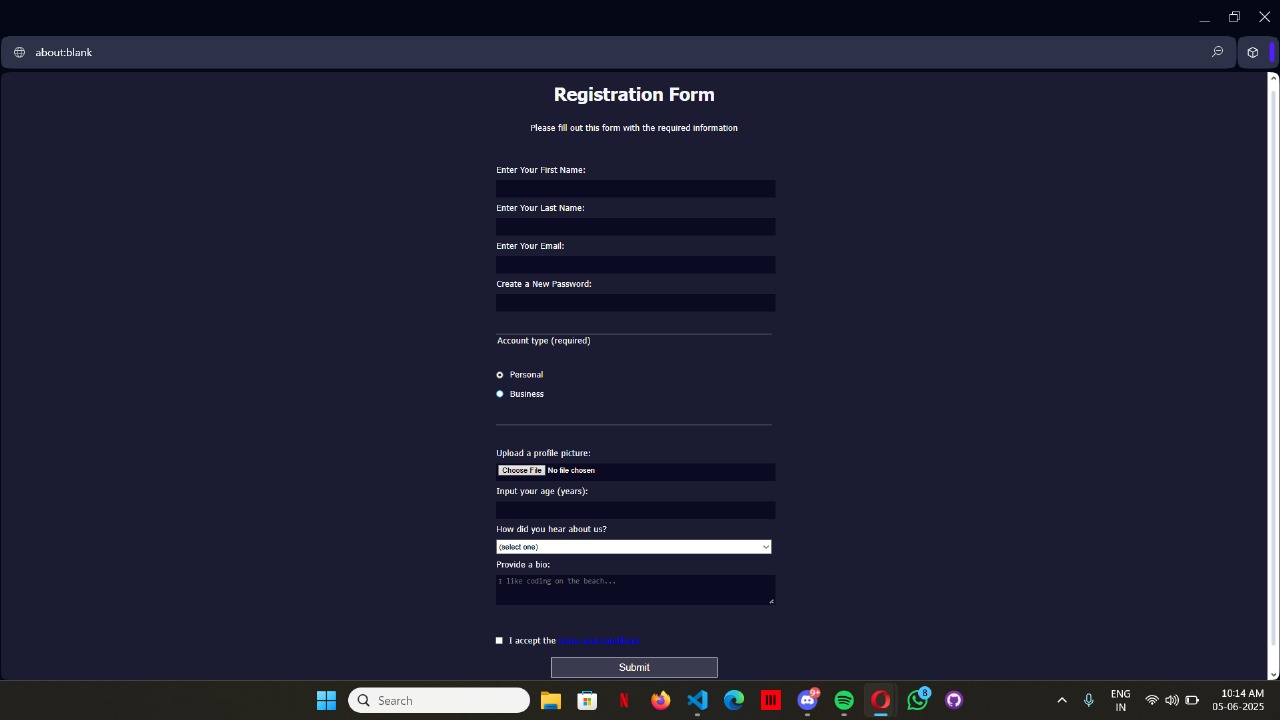 about:blank
Registration Form
Please fill out this form with the required information
Enter Your First Name:
Enter Your Last Name:
Enter Your Email:
Create a New Password:
Account type (required)
Personal
Business
Upload a profile picture:
Choose File No file chosen
Input your age (years):
How did you hear about us?
(select one)
Provide a bio:
I like coding on the beach...
I accept the terms and conditions
Submit
Search
9+
8
ENG
IN
10:14 AM
05-06-2025